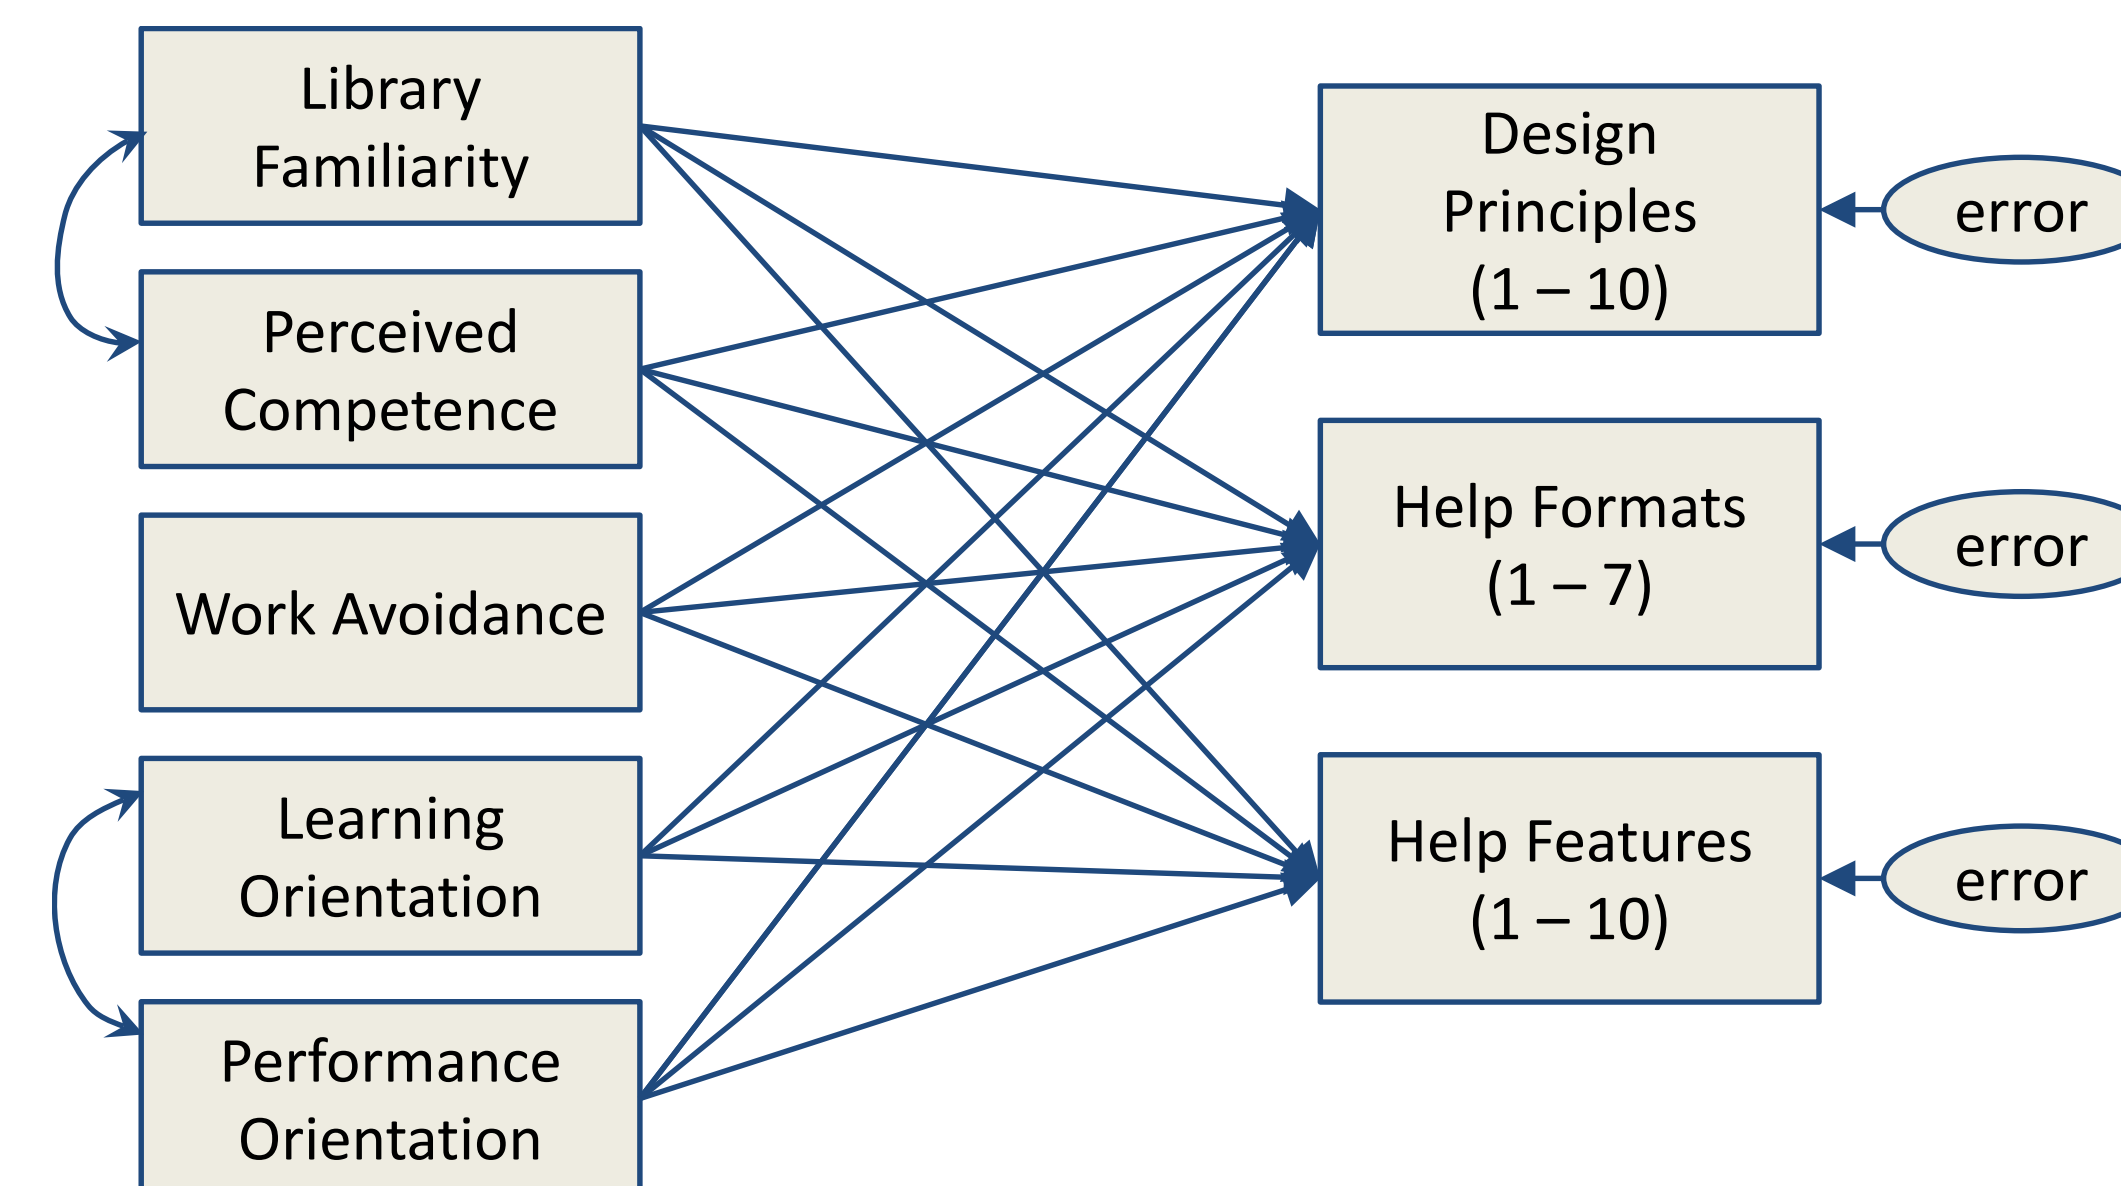 Library
Familiarity
Perceived
Competence
Work Avoidance
Learning
Orientation
Performance
Orientation
Design
Principles
(1 – 10)
Help Formats
(1 – 7)
Help Features
(1 – 10)
error
error
error